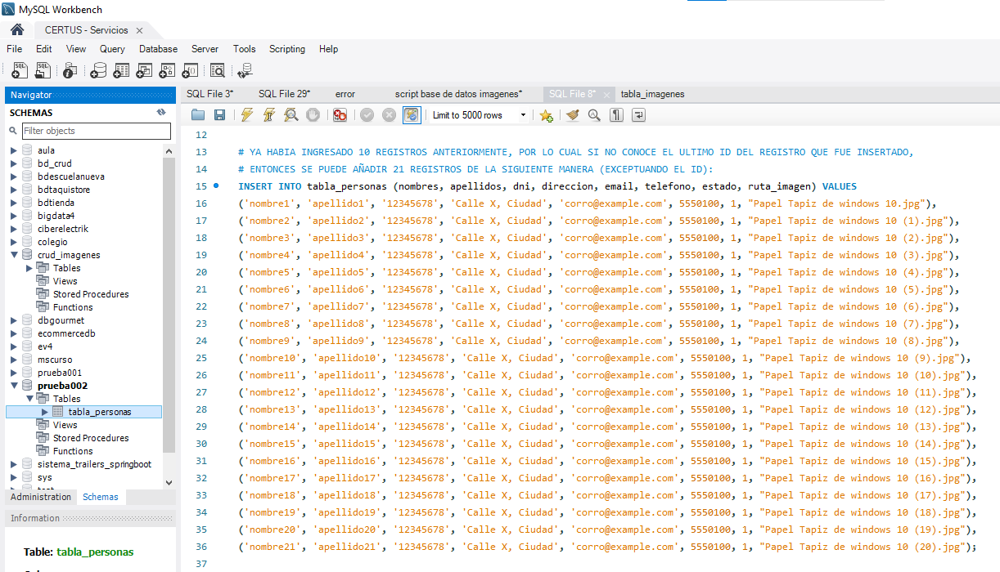 MySQL Workbench
CERTUS - Servicios
File Edit View Query Database Server Tools Scripting Help
Navigator
SCHEMAS
Filter objects
aula
bd_crud
bdescuelanueva
bdtaquistore
bdtienda
bigdata4
ciberelectrik
colegio
crud_imagenes
Tables
Views
Stored Procedures
Functions
dbgourmet
ecommercedb
ev4
mscurso
prueba001
prueba002
Tables
tabla_personas
Views
Stored Procedures
Functions
sistema_trailers_springboot
sys
Administration Schemas
Information
Table: tabla_personas
SQL File 3* SQL File 29* error script base de datos imagenes* SQL File 8* tabla_imagenes
Limit to 5000 rows
12
13 # YA HABIA INGRESADO 10 REGISTROS ANTERIORMENTE, POR LO CUAL SI NO CONOCE EL ULTIMO ID DEL REGISTRO QUE FUE INSERTADO,
14 # ENTONCES SE PUEDE AÑADIR 21 REGISTROS DE LA SIGUIENTE MANERA (EXCEPTUANDO EL ID):
15 INSERT INTO tabla_personas (nombres, apellidos, dni, direccion, email, telefono, estado, ruta_imagen) VALUES
16 ('nombre1', 'apellido1', '12345678', 'Calle X, Ciudad', 'corro@example.com', 5550100, 1, "Papel Tapiz de windows 10.jpg"),
17 ('nombre2', 'apellido2', '12345678', 'Calle X, Ciudad', 'corro@example.com', 5550100, 1, "Papel Tapiz de windows 10 (1).jpg"),
18 ('nombre3', 'apellido3', '12345678', 'Calle X, Ciudad', 'corro@example.com', 5550100, 1, "Papel Tapiz de windows 10 (2).jpg"),
19 ('nombre4', 'apellido4', '12345678', 'Calle X, Ciudad', 'corro@example.com', 5550100, 1, "Papel Tapiz de windows 10 (3).jpg"),
20 ('nombre5', 'apellido5', '12345678', 'Calle X, Ciudad', 'corro@example.com', 5550100, 1, "Papel Tapiz de windows 10 (4).jpg"),
21 ('nombre6', 'apellido6', '12345678', 'Calle X, Ciudad', 'corro@example.com', 5550100, 1, "Papel Tapiz de windows 10 (5).jpg"),
22 ('nombre7', 'apellido7', '12345678', 'Calle X, Ciudad', 'corro@example.com', 5550100, 1, "Papel Tapiz de windows 10 (6).jpg"),
23 ('nombre8', 'apellido8', '12345678', 'Calle X, Ciudad', 'corro@example.com', 5550100, 1, "Papel Tapiz de windows 10 (7).jpg"),
24 ('nombre9', 'apellido9', '12345678', 'Calle X, Ciudad', 'corro@example.com', 5550100, 1, "Papel Tapiz de windows 10 (8).jpg"),
25 ('nombre10', 'apellido10', '12345678', 'Calle X, Ciudad', 'corro@example.com', 5550100, 1, "Papel Tapiz de windows 10 (9).jpg"),
26 ('nombre11', 'apellido11', '12345678', 'Calle X, Ciudad', 'corro@example.com', 5550100, 1, "Papel Tapiz de windows 10 (10).jpg"),
27 ('nombre12', 'apellido12', '12345678', 'Calle X, Ciudad', 'corro@example.com', 5550100, 1, "Papel Tapiz de windows 10 (11).jpg"),
28 ('nombre13', 'apellido13', '12345678', 'Calle X, Ciudad', 'corro@example.com', 5550100, 1, "Papel Tapiz de windows 10 (12).jpg"),
29 ('nombre14', 'apellido14', '12345678', 'Calle X, Ciudad', 'corro@example.com', 5550100, 1, "Papel Tapiz de windows 10 (13).jpg"),
30 ('nombre15', 'apellido15', '12345678', 'Calle X, Ciudad', 'corro@example.com', 5550100, 1, "Papel Tapiz de windows 10 (14).jpg"),
31 ('nombre16', 'apellido16', '12345678', 'Calle X, Ciudad', 'corro@example.com', 5550100, 1, "Papel Tapiz de windows 10 (15).jpg"),
32 ('nombre17', 'apellido17', '12345678', 'Calle X, Ciudad', 'corro@example.com', 5550100, 1, "Papel Tapiz de windows 10 (16).jpg"),
33 ('nombre18', 'apellido18', '12345678', 'Calle X, Ciudad', 'corro@example.com', 5550100, 1, "Papel Tapiz de windows 10 (17).jpg"),
34 ('nombre19', 'apellido19', '12345678', 'Calle X, Ciudad', 'corro@example.com', 5550100, 1, "Papel Tapiz de windows 10 (18).jpg"),
35 ('nombre20', 'apellido20', '12345678', 'Calle X, Ciudad', 'corro@example.com', 5550100, 1, "Papel Tapiz de windows 10 (19).jpg"),
36 ('nombre21', 'apellido21', '12345678', 'Calle X, Ciudad', 'corro@example.com', 5550100, 1, "Papel Tapiz de windows 10 (20).jpg");
37